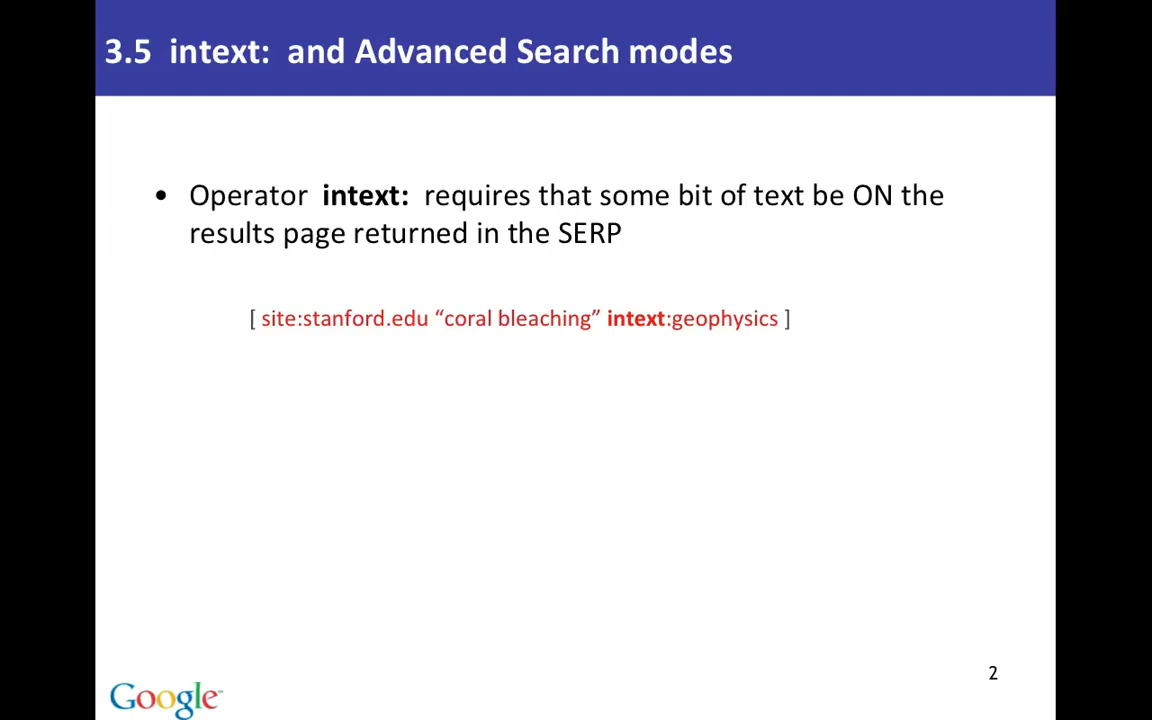 3.5 intext: and Advanced Search modes
• Operator intext: requires that some bit of text be ON the
results page returned in the SERP
[ site:stanford.edu “coral bleaching” intext:geophysics ]
2
Google™